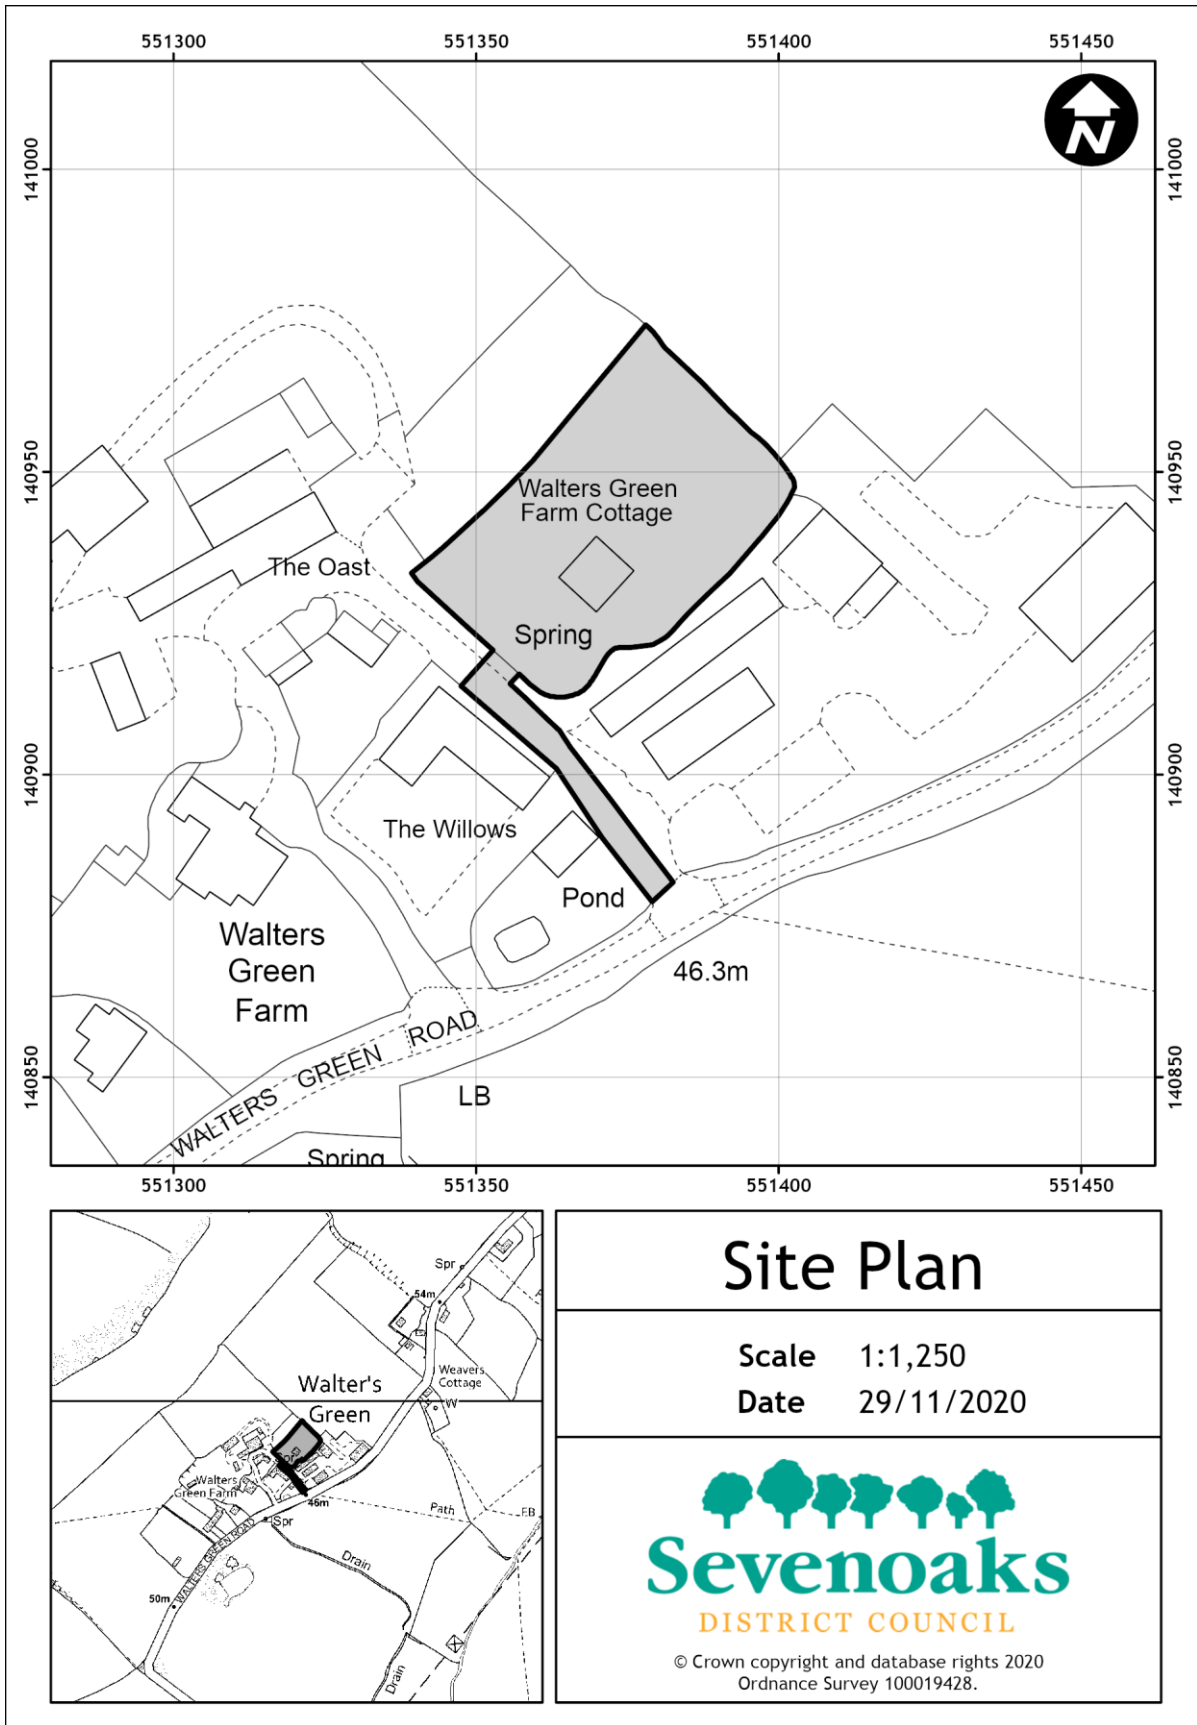 551300 551350 551400 551450
N
141000 141000
140950 140950
Walters Green
Farm Cottage
The Oast
Spring
140900 140900
The Willows
Pond
Walters
Green
Farm
46.3m
WALTERS GREEN ROAD
140850 140850
LB
Spring
551300 551350 551400 551450
Spr
54m
Weavers
Cottage
W
Walter's
Green
Spr
Walters
Green Farm
46m
Path
FB
Spr
WALTERS GREEN ROAD
Drain
50m
Drain
Site Plan
Scale 1:1,250
Date 29/11/2020
Sevenoaks
DISTRICT COUNCIL
© Crown copyright and database rights 2020
Ordnance Survey 100019428.